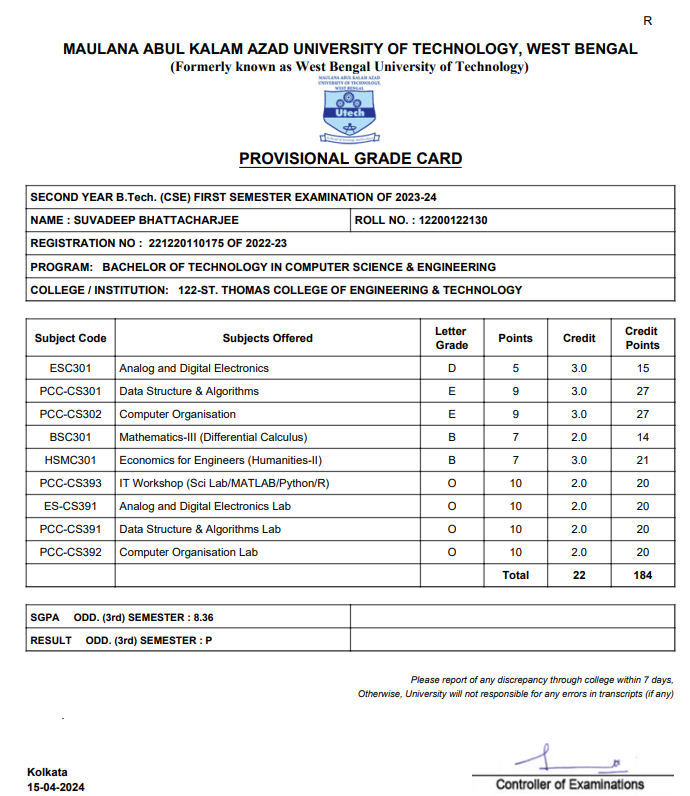 R
MAULANA ABUL KALAM AZAD UNIVERSITY OF TECHNOLOGY, WEST BENGAL
(Formerly known as West Bengal University of Technology)
MAULANA ABUL KALAM AZAD
UNIVERSITY OF TECHNOLOGY,
WEST BENGAL
Utech
PROVISIONAL GRADE CARD
SECOND YEAR B.Tech. (CSE) FIRST SEMESTER EXAMINATION OF 2023-24
NAME : SUVADEEP BHATTACHARJEE ROLL NO. : 12200122130
REGISTRATION NO : 221220110175 OF 2022-23
PROGRAM: BACHELOR OF TECHNOLOGY IN COMPUTER SCIENCE & ENGINEERING
COLLEGE / INSTITUTION: 122-ST. THOMAS COLLEGE OF ENGINEERING & TECHNOLOGY
Subject Code Subjects Offered Letter Grade Points Credit Credit Points
ESC301 Analog and Digital Electronics D 5 3.0 15
PCC-CS301 Data Structure & Algorithms E 9 3.0 27
PCC-CS302 Computer Organisation E 9 3.0 27
BSC301 Mathematics-III (Differential Calculus) B 7 2.0 14
HSMC301 Economics for Engineers (Humanities-II) B 7 3.0 21
PCC-CS393 IT Workshop (Sci Lab/MATLAB/Python/R) O 10 2.0 20
ES-CS391 Analog and Digital Electronics Lab O 10 2.0 20
PCC-CS391 Data Structure & Algorithms Lab O 10 2.0 20
PCC-CS392 Computer Organisation Lab O 10 2.0 20
Total 22 184
SGPA ODD. (3rd) SEMESTER : 8.36
RESULT ODD. (3rd) SEMESTER : P
Please report of any discrepancy through college within 7 days,
Otherwise, University will not responsible for any errors in transcripts (if any)
Kolkata
15-04-2024
Controller of Examinations